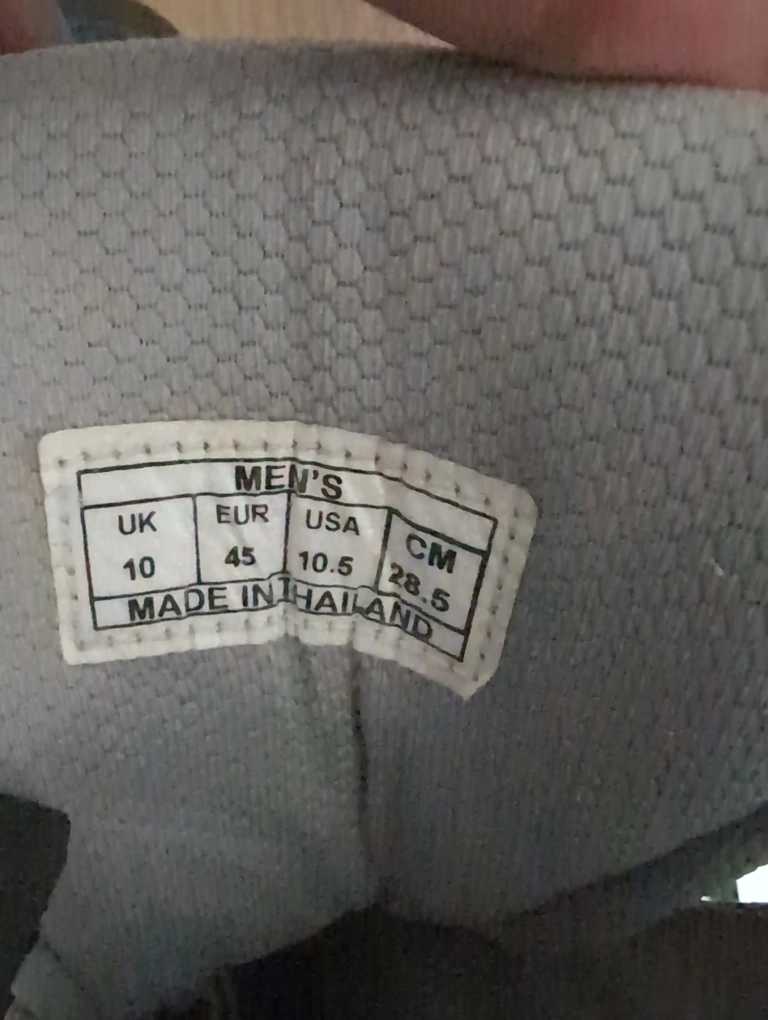 MEN'S
UK EUR USA CM
10 45 10.5 28.5
MADE IN THAILAND